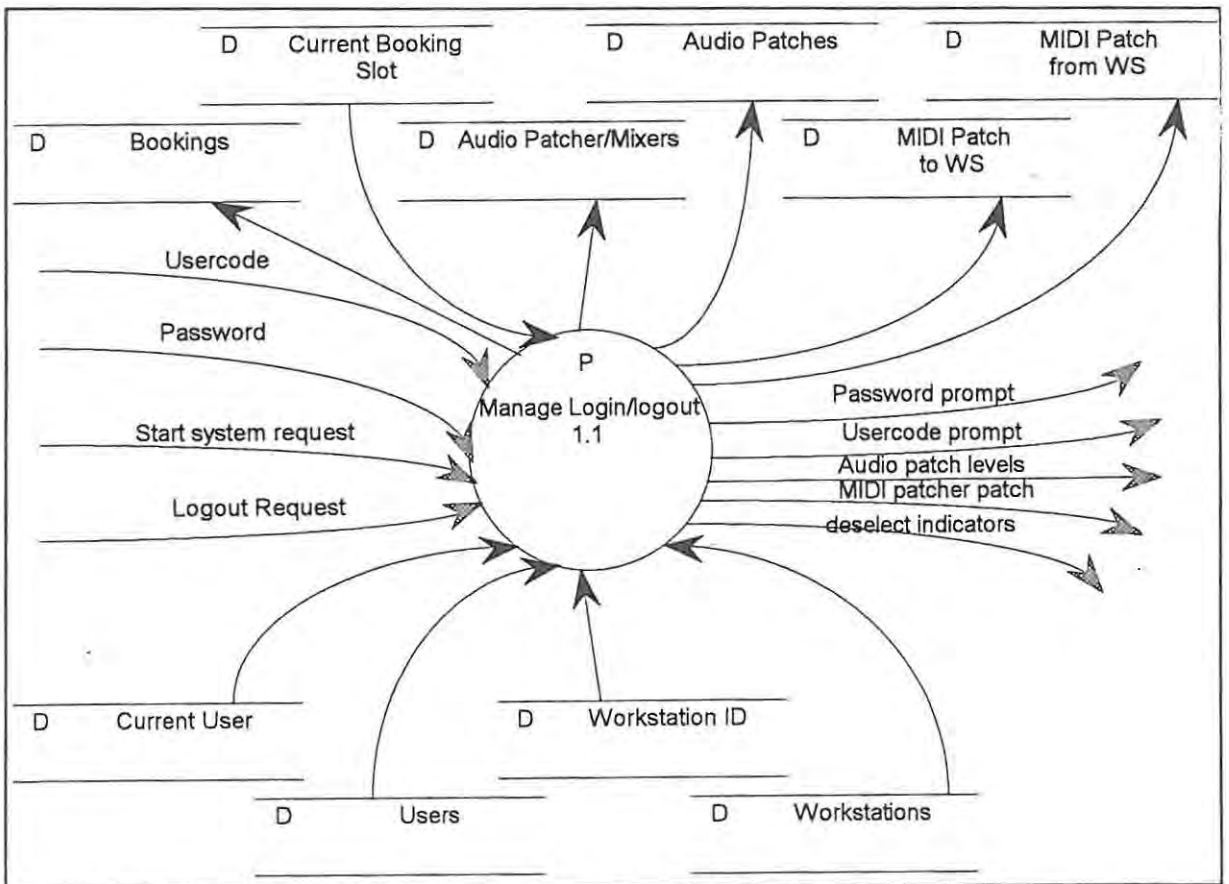 D Current Booking
Slot
D Audio Patches
D MIDI Patch
from WS
D Bookings
D Audio Patcher/Mixers
D MIDI Patch
to WS
Usercode
Password
Start system request
Logout Request
P
Manage Login/logout
1.1
Password prompt
Usercode prompt
Audio patch levels
MIDI patcher patch
deselect indicators
D Current User
D Workstation ID
D Users
D Workstations